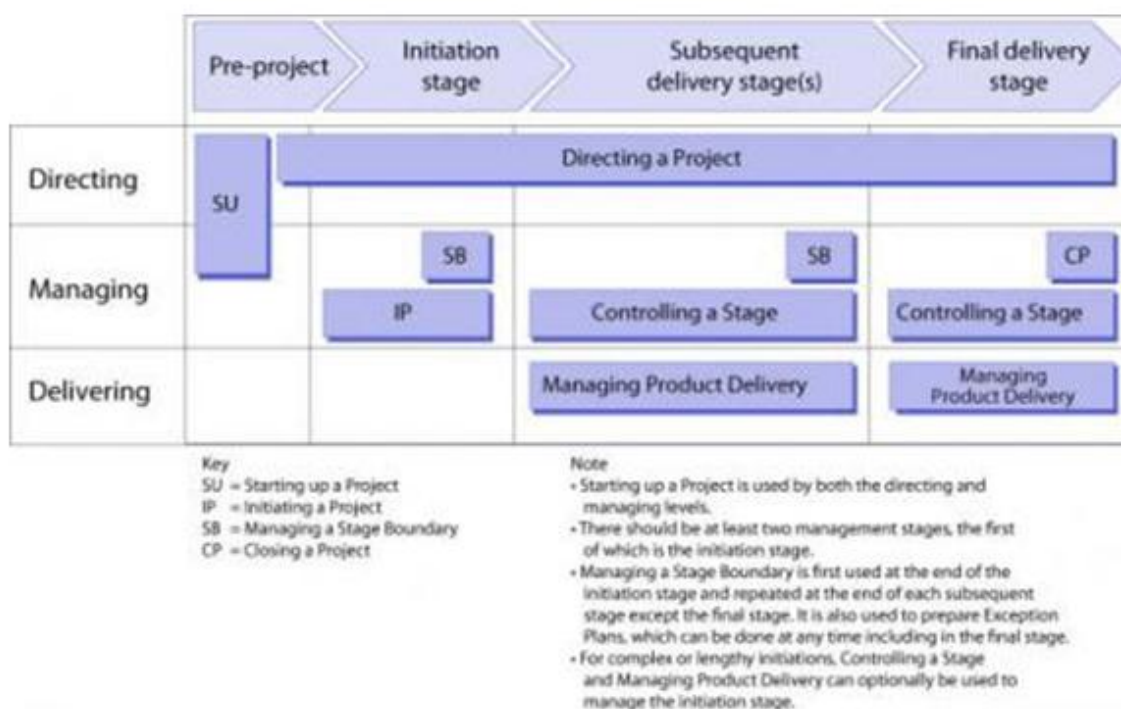 Pre-project
Initiation
stage
Subsequent
delivery stage(s)
Final delivery
stage
Directing
SU
Directing a Project
Managing
SB
SB
CP
IP
Controlling a Stage
Controlling a Stage
Delivering
Managing Product Delivery
Managing
Product Delivery
Key
SU = Starting up a Project
IP = Initiating a Project
SB = Managing a Stage Boundary
CP = Closing a Project
Note
• Starting up a Project is used by both the directing and
managing levels.
• There should be at least two management stages, the first
of which is the initiation stage.
• Managing a Stage Boundary is first used at the end of the
initiation stage and repeated at the end of each subsequent
stage except the final stage. It is also used to prepare Exception
Plans, which can be done at any time including in the final stage.
• For complex or lengthy initiations, Controlling a Stage
and Managing Product Delivery can optionally be used to
manage the initiation stage.